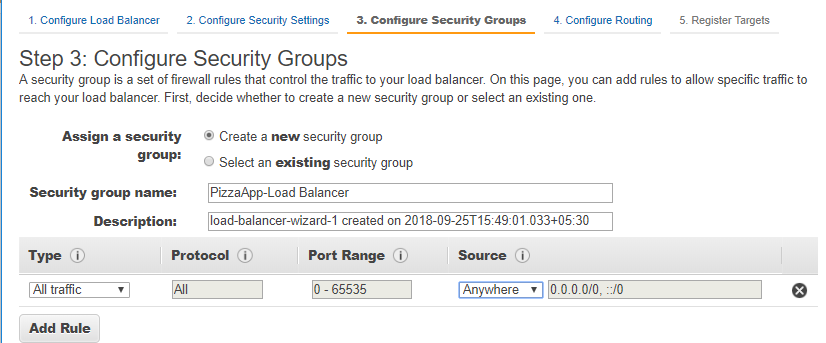 1. Configure Load Balancer 2. Configure Security Settings 3. Configure Security Groups 4. Configure Routing 5. Register Targets
Step 3: Configure Security Groups
A security group is a set of firewall rules that control the traffic to your load balancer. On this page, you can add rules to allow specific traffic to
reach your load balancer. First, decide whether to create a new security group or select an existing one.
Assign a security Create a new security group
group:
Select an existing security group
Security group name: PizzaApp-Load Balancer
Description: load-balancer-wizard-1 created on 2018-09-25T15:49:01.033+05:30
Type i Protocol i Port Range i Source i
All traffic All 0 - 65535 Anywhere 0.0.0.0/0, ::/0
Add Rule